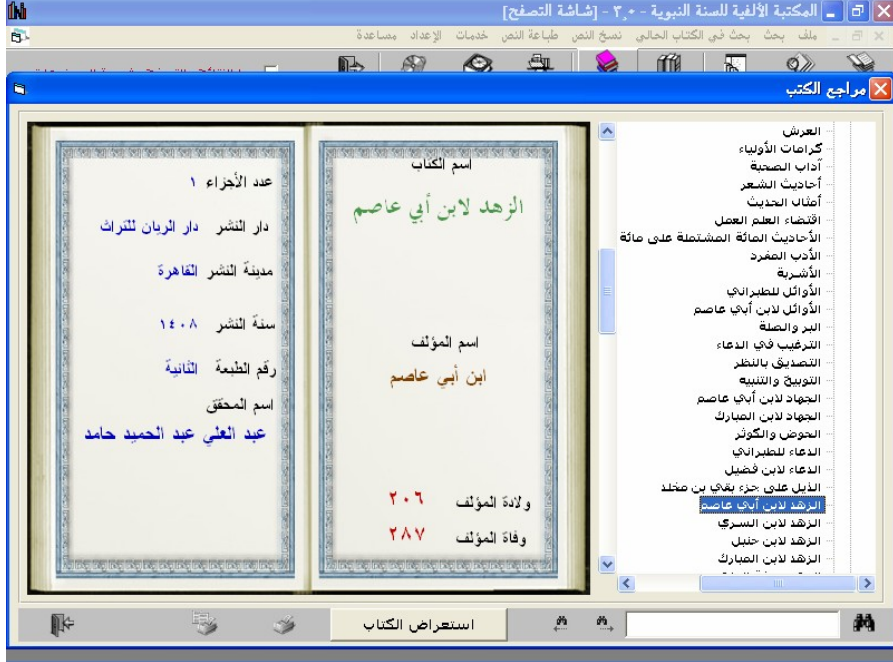 المكتبة الألفية للسنة النبوية - ٣,٠ - [شاشة التصفح]
ملف بحث بحث في الكتاب الحالي نسخ النص طباعة النص خدمات الإعداد مساعدة
مراجع الكتب
العرش
كرامات الأولياء
آداب الصحبة
أحاديث الشعر
أمثال الحديث
اقتضاء العلم العمل
الأحاديث المائة المشتملة على مائة
الأدب المفرد
الأشربة
الأوائل للطبراني
الأوائل لابن أبي عاصم
البر والصلة
الترغيب في الدعاء
التصديق بالنظر
التوبيخ والتنبيه
الجهاد لابن أبي عاصم
الجهاد لابن المبارك
الحوض والكوثر
الدعاء للطبراني
الدعاء لابن فضيل
الذيل على جزء بقي بن مخلد
الزهد لابن أبي عاصم
الزهد لابن السري
الزهد لابن حنبل
الزهد لابن المبارك
اسم الكتاب
الزهد لابن أبي عاصم
اسم المؤلف
ابن أبي عاصم
ولادة المؤلف ٢٠٦
وفاة المؤلف ٢٨٧
عدد الأجزاء ١
دار النشر دار الريان للتراث
مدينة النشر القاهرة
سنة النشر ١٤٠٨
رقم الطبعة الثانية
اسم المحقق
عبد العلي عبد الحميد حامد
استعراض الكتاب